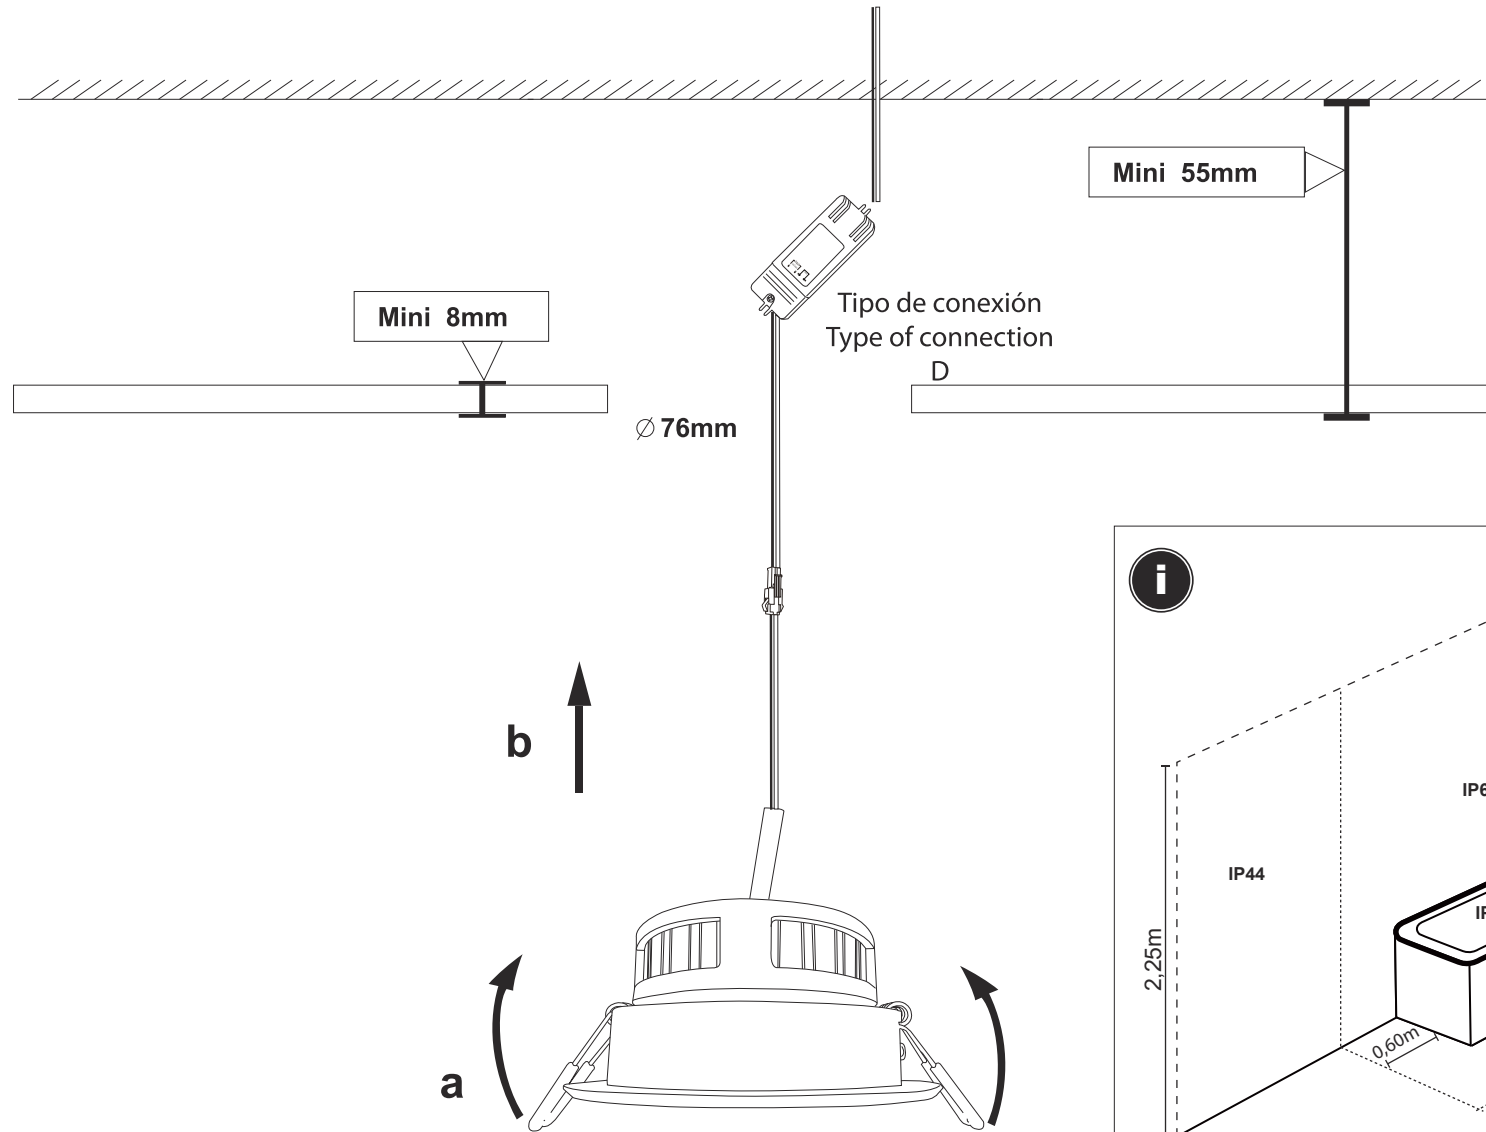 Mini 55mm
Mini 8mm
Tipo de conexión
Type of connection
D
∅ 76mm
i
b
IP44
2,25m
0,60m
a